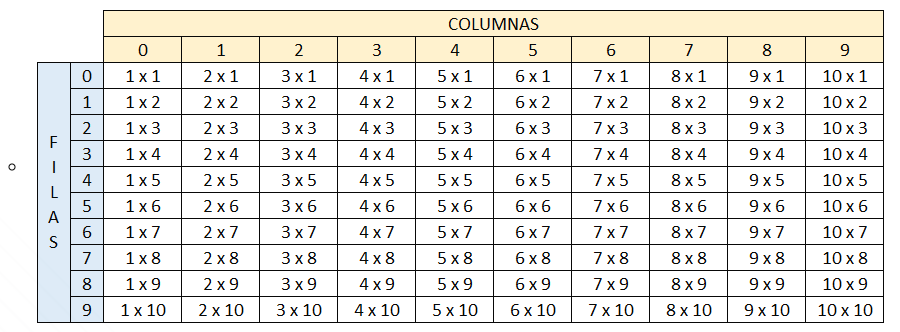 COLUMNAS
0 1 2 3 4 5 6 7 8 9
FILAS
0 1 x 1 2 x 1 3 x 1 4 x 1 5 x 1 6 x 1 7 x 1 8 x 1 9 x 1 10 x 1
1 1 x 2 2 x 2 3 x 2 4 x 2 5 x 2 6 x 2 7 x 2 8 x 2 9 x 2 10 x 2
2 1 x 3 2 x 3 3 x 3 4 x 3 5 x 3 6 x 3 7 x 3 8 x 3 9 x 3 10 x 3
3 1 x 4 2 x 4 3 x 4 4 x 4 5 x 4 6 x 4 7 x 4 8 x 4 9 x 4 10 x 4
4 1 x 5 2 x 5 3 x 5 4 x 5 5 x 5 6 x 5 7 x 5 8 x 5 9 x 5 10 x 5
5 1 x 6 2 x 6 3 x 6 4 x 6 5 x 6 6 x 6 7 x 6 8 x 6 9 x 6 10 x 6
6 1 x 7 2 x 7 3 x 7 4 x 7 5 x 7 6 x 7 7 x 7 8 x 7 9 x 7 10 x 7
7 1 x 8 2 x 8 3 x 8 4 x 8 5 x 8 6 x 8 7 x 8 8 x 8 9 x 8 10 x 8
8 1 x 9 2 x 9 3 x 9 4 x 9 5 x 9 6 x 9 7 x 9 8 x 9 9 x 9 10 x 9
9 1 x 10 2 x 10 3 x 10 4 x 10 5 x 10 6 x 10 7 x 10 8 x 10 9 x 10 10 x 10